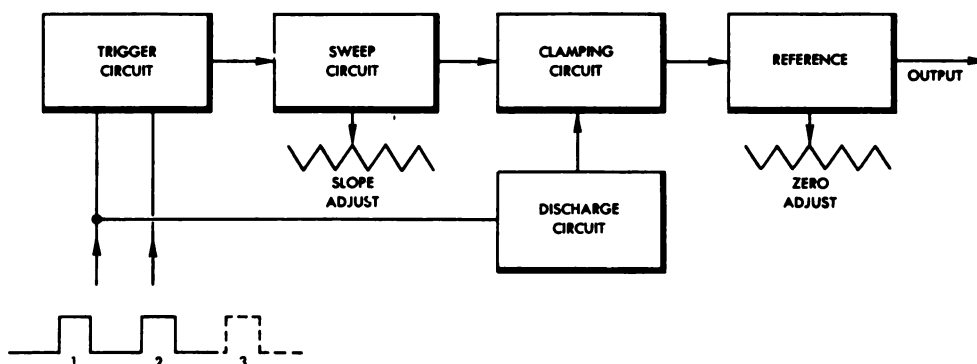 TRIGGER
CIRCUIT
SWEEP
CIRCUIT
CLAMPING
CIRCUIT
REFERENCE
OUTPUT
SLOPE
ADJUST
ZERO
ADJUST
DISCHARGE
CIRCUIT
1 2 3